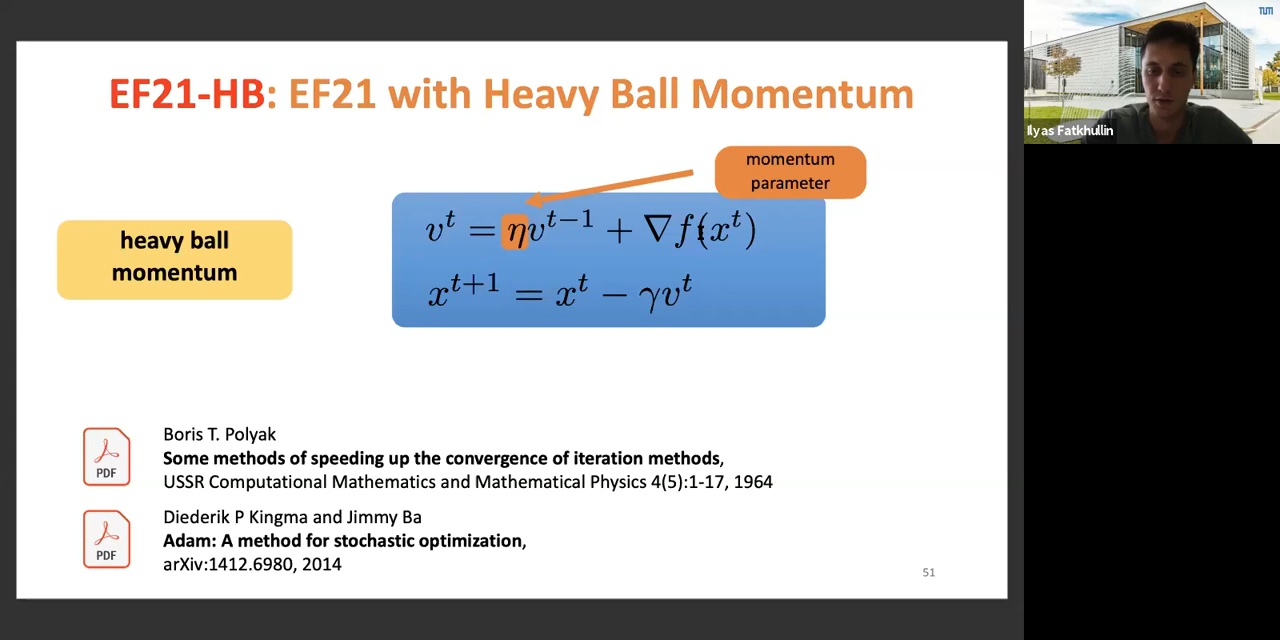 EF21-HB: EF21 with Heavy Ball Momentum
momentum
parameter
heavy ball
momentum
v^t = ηv^{t−1} + ∇f(x^t)
x^{t+1} = x^t − γv^t
PDF
Boris T. Polyak
Some methods of speeding up the convergence of iteration methods,
USSR Computational Mathematics and Mathematical Physics 4(5):1-17, 1964
PDF
Diederik P Kingma and Jimmy Ba
Adam: A method for stochastic optimization,
arXiv:1412.6980, 2014
51
TUM
Ilyas Fatkhullin